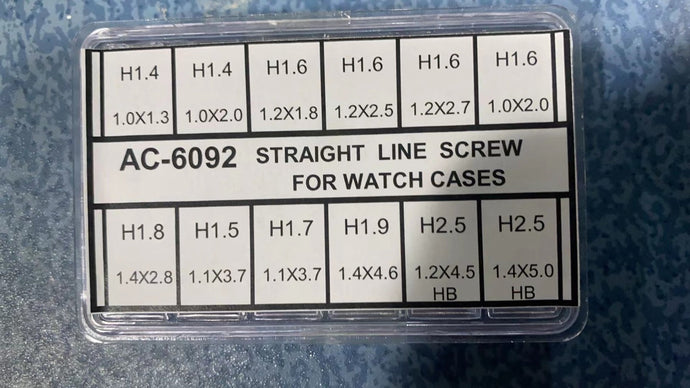 H1.4 H1.4 H1.6 H1.6 H1.6 H1.6
1.0X1.3 1.0X2.0 1.2X1.8 1.2X2.5 1.2X2.7 1.0X2.0
AC-6092 STRAIGHT LINE SCREW
FOR WATCH CASES
H1.8 H1.5 H1.7 H1.9 H2.5 H2.5
1.4X2.8 1.1X3.7 1.1X3.7 1.4X4.6 1.2X4.5 1.4X5.0
HB HB